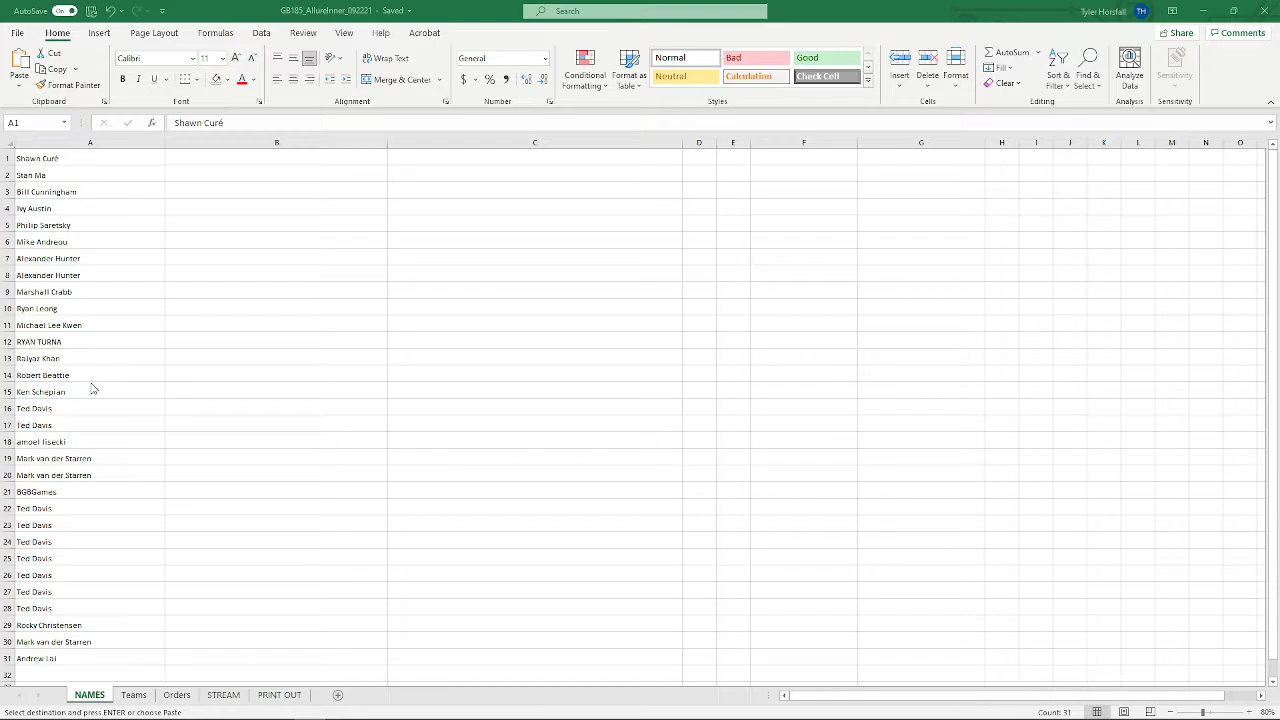 AutoSave On GB185_AllureInner_092221 - Saved Search Tyler Horsfall TH
File Home Insert Page Layout Formulas Data Review View Help Acrobat Share Comments
Paste Cut Copy Format Painter Clipboard
Calibri 11 B I U A Font
Wrap Text Merge & Center Alignment
General $ % Number
Conditional Formatting Format as Table Normal Bad Good Neutral Calculation Check Cell Styles
Insert Delete Format Cells
AutoSum Fill Clear Sort & Filter Find & Select Editing
Analyze Data Analysis
Sensitivity Sensitivity
A1 fx Shawn Curé
A B C D E F G H I J K L M N O
1 Shawn Curé
2 Stan Ma
3 Bill Cunningham
4 Ivy Austin
5 Philip Saretsky
6 Mike Andreou
7 Alexander Hunter
8 Alexander Hunter
9 Marshall Crabb
10 Ryan Leong
11 Michael Lee Kwen
12 RYAN TURNA
13 Raiyaz Khan
14 Robert Beattie
15 Ken Schepian
16 Ted Davis
17 Ted Davis
18 amoel lisecki
19 Mark van der Starren
20 Mark van der Starren
21 BGBGames
22 Ted Davis
23 Ted Davis
24 Ted Davis
25 Ted Davis
26 Ted Davis
27 Ted Davis
28 Ted Davis
29 Rocky Christensen
30 Mark van der Starren
31 Andrew Lai
32
NAMES Teams Orders STREAM PRINT OUT
Select destination and press ENTER or choose Paste Count: 31 80%